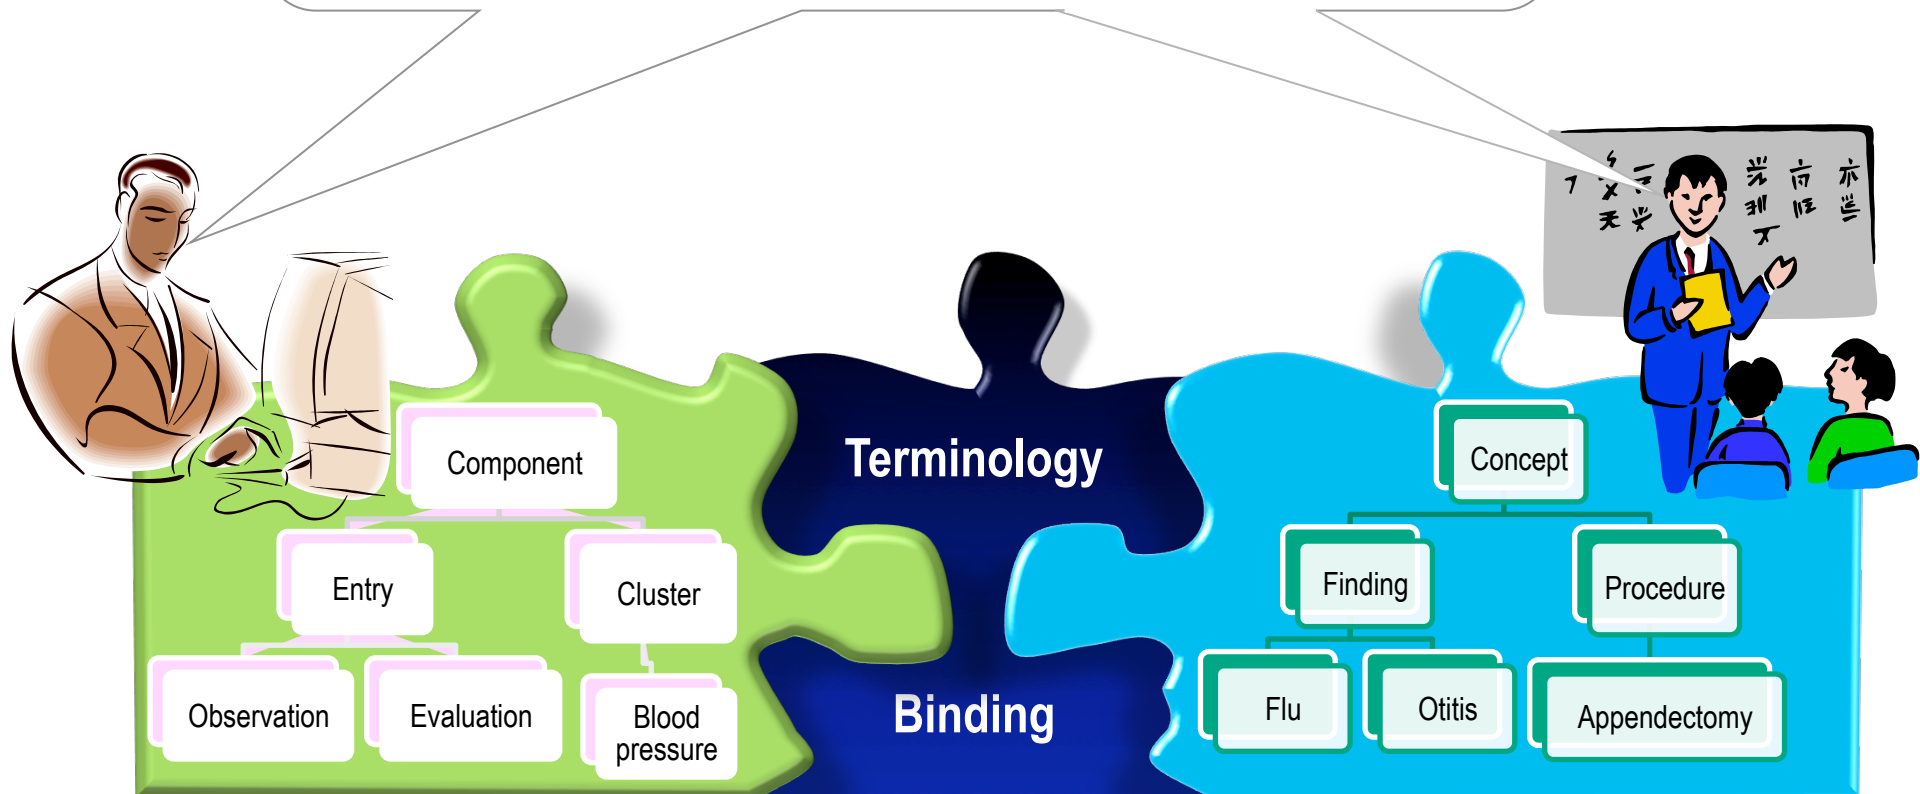 Terminology
Binding
Component
Entry
Cluster
Observation
Evaluation
Blood
pressure
Concept
Finding
Procedure
Flu
Otitis
Appendectomy